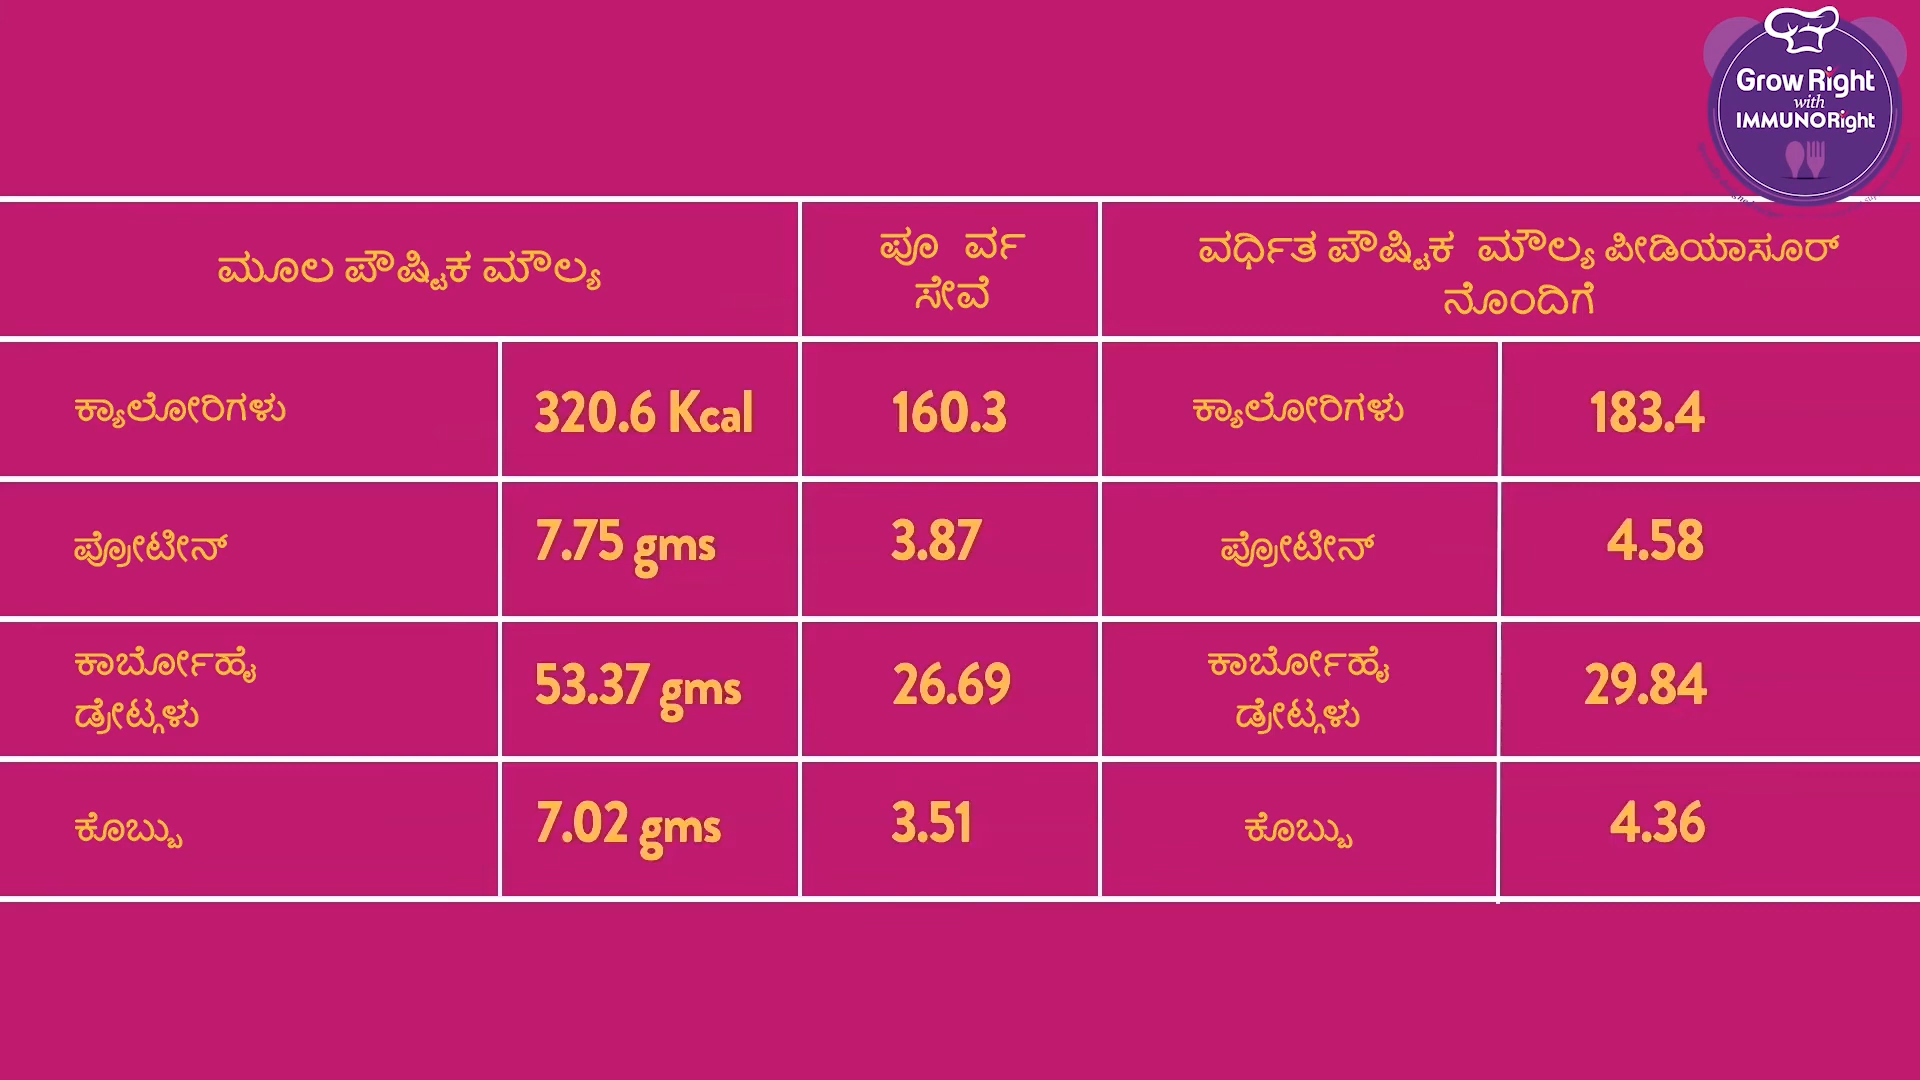 Grow Right
with
IMMUNORight
ಮೂಲ ಪೌಷ್ಟಿಕ ಮೌಲ್ಯ
ಪೂ ರ್ವ
ಸೇವೆ
ವರ್ಧಿತ ಪೌಷ್ಟಿಕ ಮೌಲ್ಯ ಪೀಡಿಯಾಸೂರ್
ನೊಂದಿಗೆ
ಕ್ಯಾಲೋರಿಗಳು
320.6 Kcal
160.3
ಕ್ಯಾಲೋರಿಗಳು
183.4
ಪ್ರೋಟೀನ್
7.75 gms
3.87
ಪ್ರೋಟೀನ್
4.58
ಕಾರ್ಬೋಹೈ
ಡ್ರೇಟ್ಗಳು
53.37 gms
26.69
ಕಾರ್ಬೋಹೈ
ಡ್ರೇಟ್ಗಳು
29.84
ಕೊಬ್ಬು
7.02 gms
3.51
ಕೊಬ್ಬು
4.36